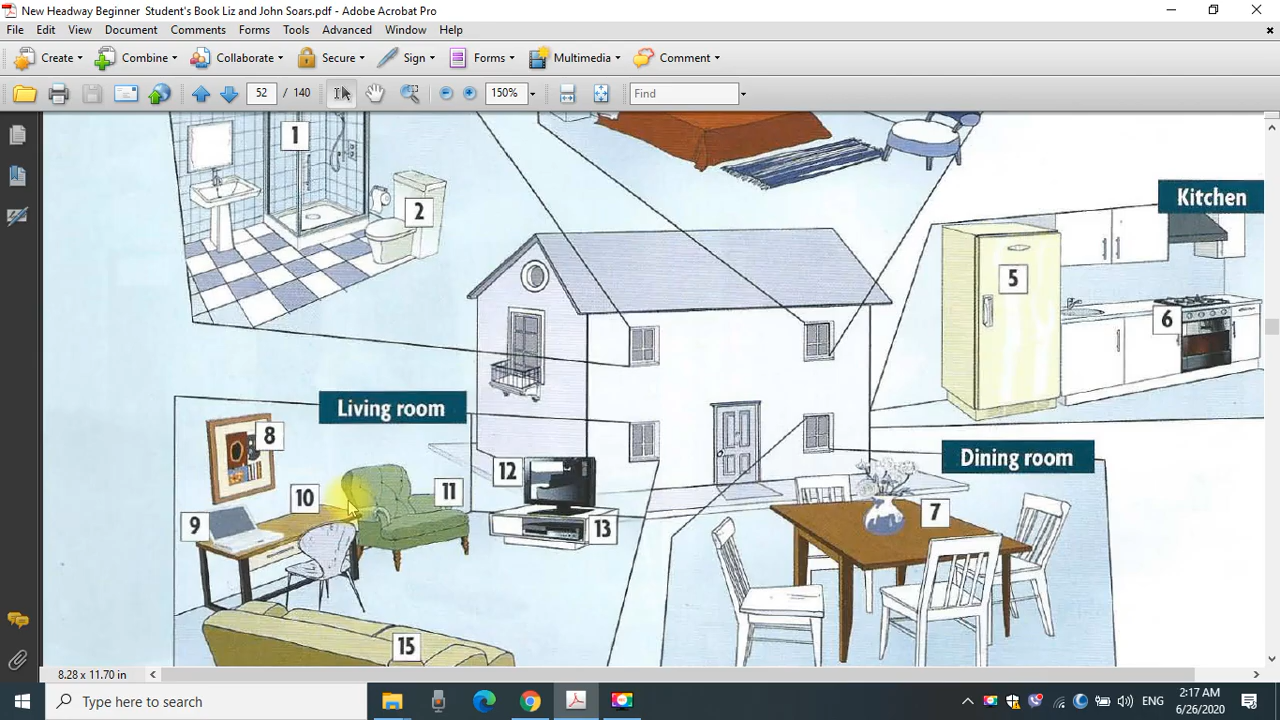 New Headway Beginner  Student's Book Liz and John Soars.pdf - Adobe Acrobat Pro
File Edit View Document Comments Forms Tools Advanced Window Help
Create Combine Collaborate Secure Sign Forms Multimedia Comment
52 / 140 150% Find
1
2
Kitchen
5
6
Living room
8
12
Dining room
10
11
9
13
7
15
8.28 x 11.70 in
Type here to search
ENG
2:17 AM
6/26/2020